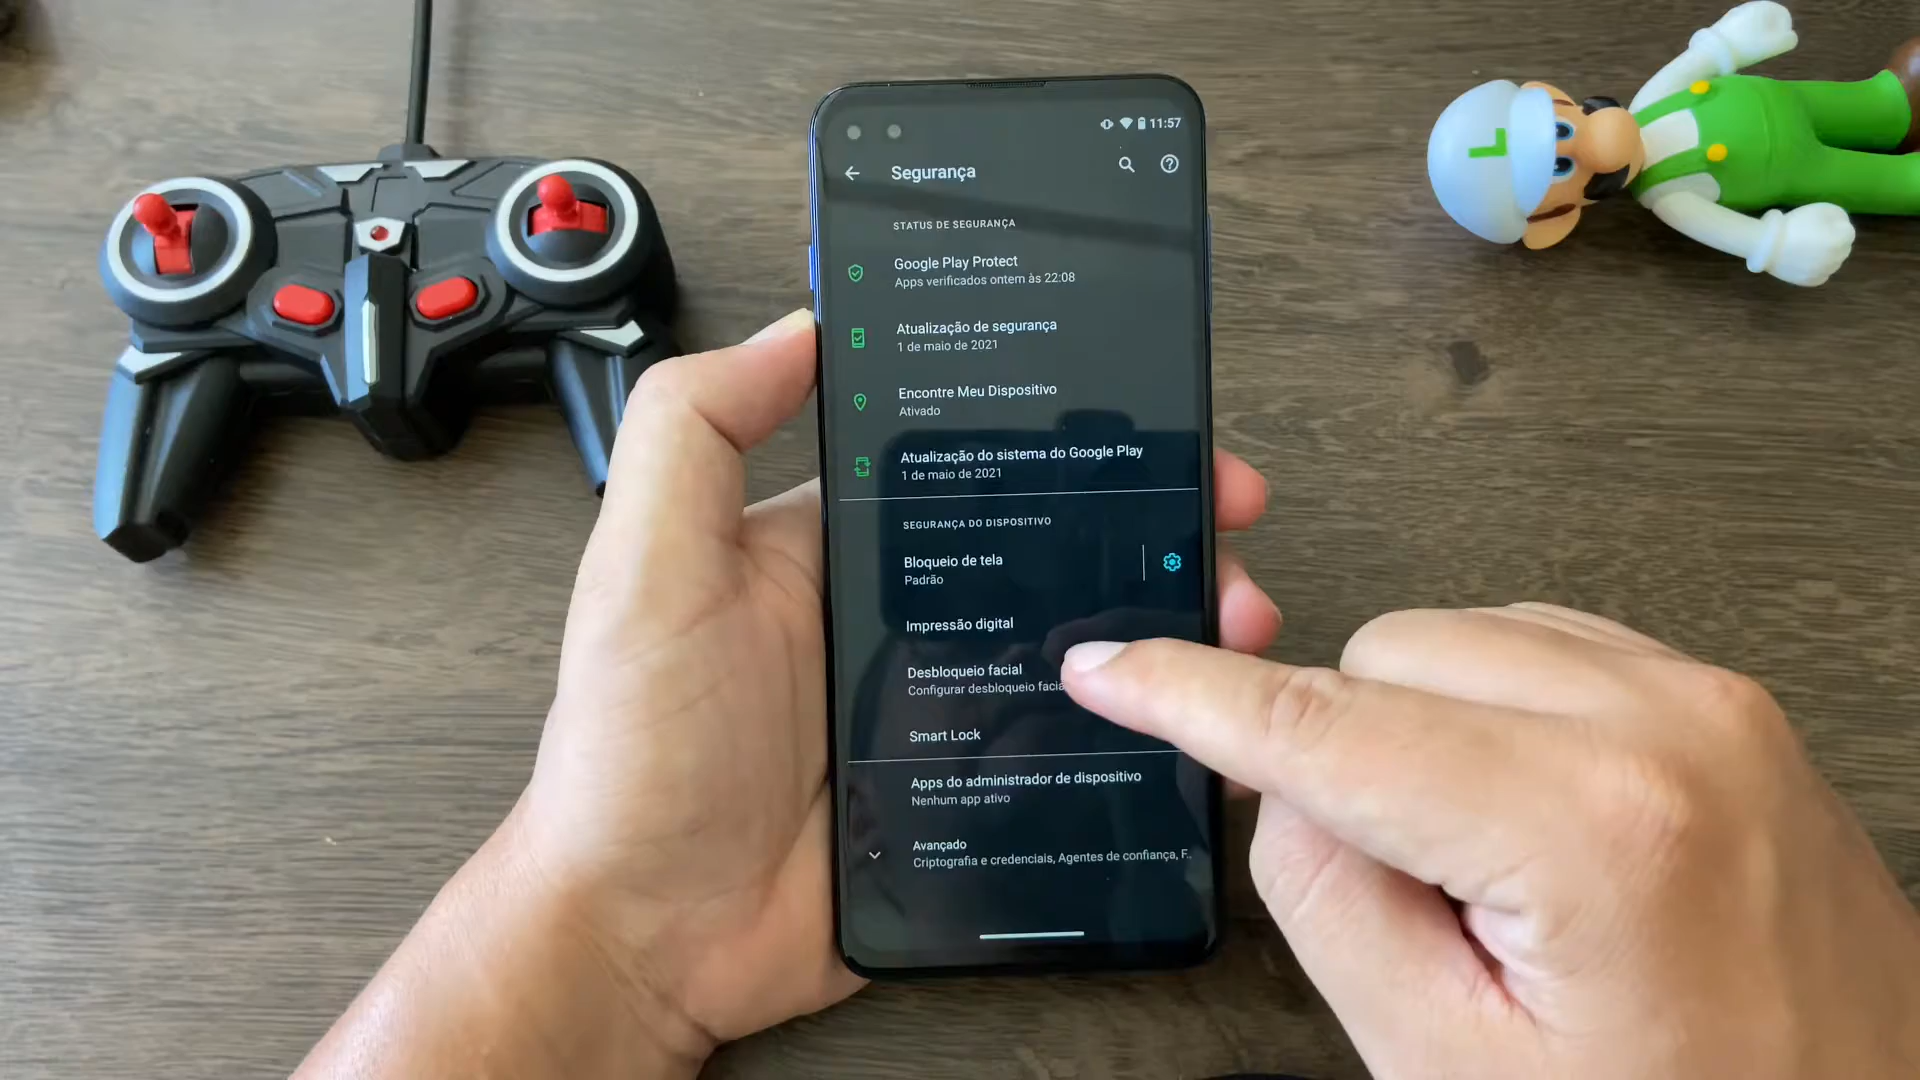 11:57
Segurança
STATUS DE SEGURANÇA
Google Play Protect
Apps verificados ontem às 22:08
Atualização de segurança
1 de maio de 2021
Encontre Meu Dispositivo
Ativado
Atualização do sistema do Google Play
1 de maio de 2021
SEGURANÇA DO DISPOSITIVO
Bloqueio de tela
Padrão
Impressão digital
Desbloqueio facial
Configurar desbloqueio facia
Smart Lock
Apps do administrador de dispositivo
Nenhum app ativo
Avançado
Criptografia e credenciais, Agentes de confiança, F..
L